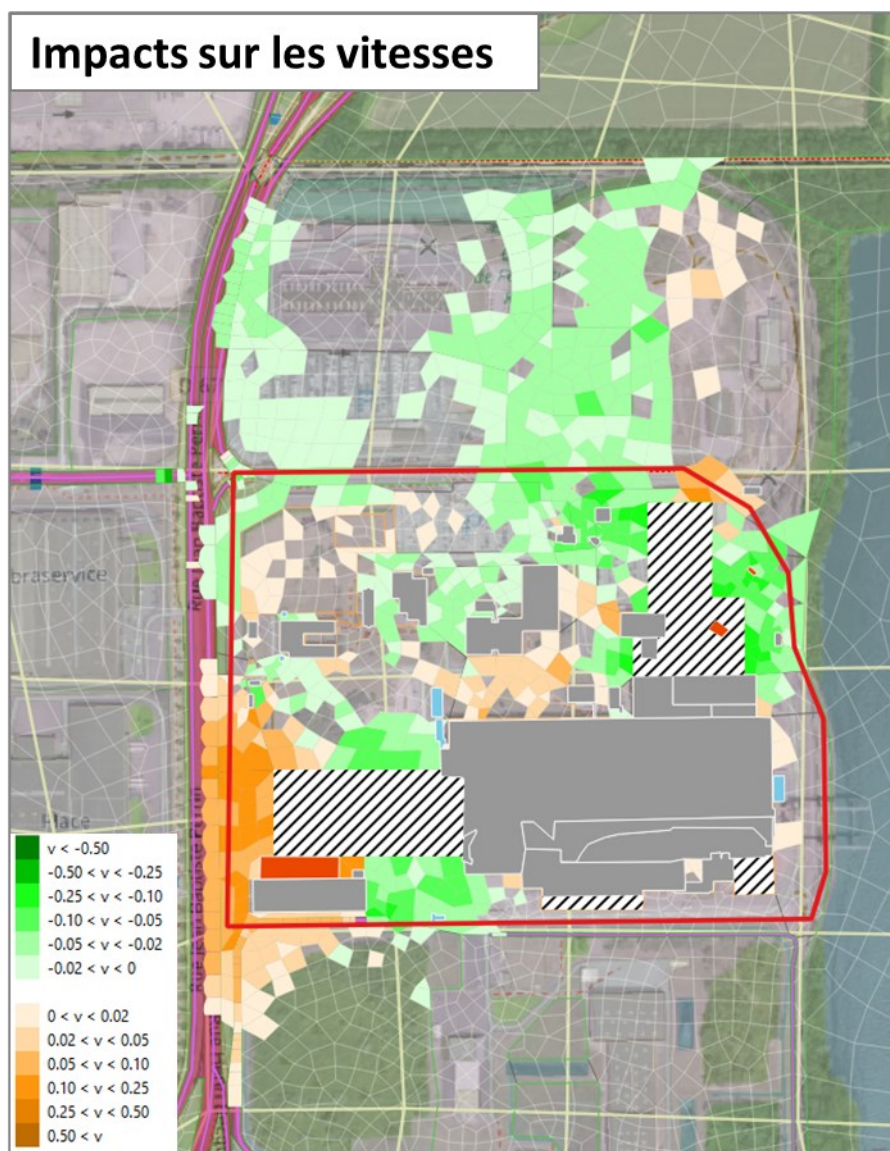 Impacts sur les vitesses
braservice
Place
v < -0.50
-0.50 < v < -0.25
-0.25 < v < -0.10
-0.10 < v < -0.05
-0.05 < v < -0.02
-0.02 < v < 0
0 < v < 0.02
0.02 < v < 0.05
0.05 < v < 0.10
0.10 < v < 0.25
0.25 < v < 0.50
0.50 < v